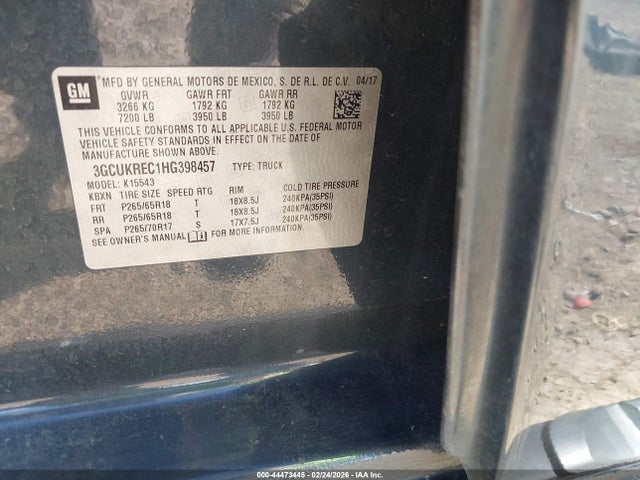 GM
MFD BY GENERAL MOTORS DE MEXICO, S. DE R.L. DE C.V. 04/17
GVWR GAWR FRT GAWR RR
3266 KG 1792 KG 1792 KG
7200 LB 3950 LB 3950 LB
THIS VEHICLE CONFORMS TO ALL APPLICABLE U.S. FEDERAL MOTOR
VEHICLE SAFETY STANDARDS IN EFFECT ON THE DATE OF
MANUFACTURE SHOWN ABOVE.
3GCUKREC1HG398457 TYPE: TRUCK
MODEL: K15543
KBXN TIRE SIZE SPEED RTG RIM COLD TIRE PRESSURE
FRT P265/65R18 T 18X8.5J 240KPA(35PSI)
RR P265/65R18 T 18X8.5J 240KPA(35PSI)
SPA P265/70R17 S 17X7.5J 240KPA(35PSI)
SEE OWNER'S MANUAL FOR MORE INFORMATION.
000-44473445 - 02/24/2026 - IAAI.COM